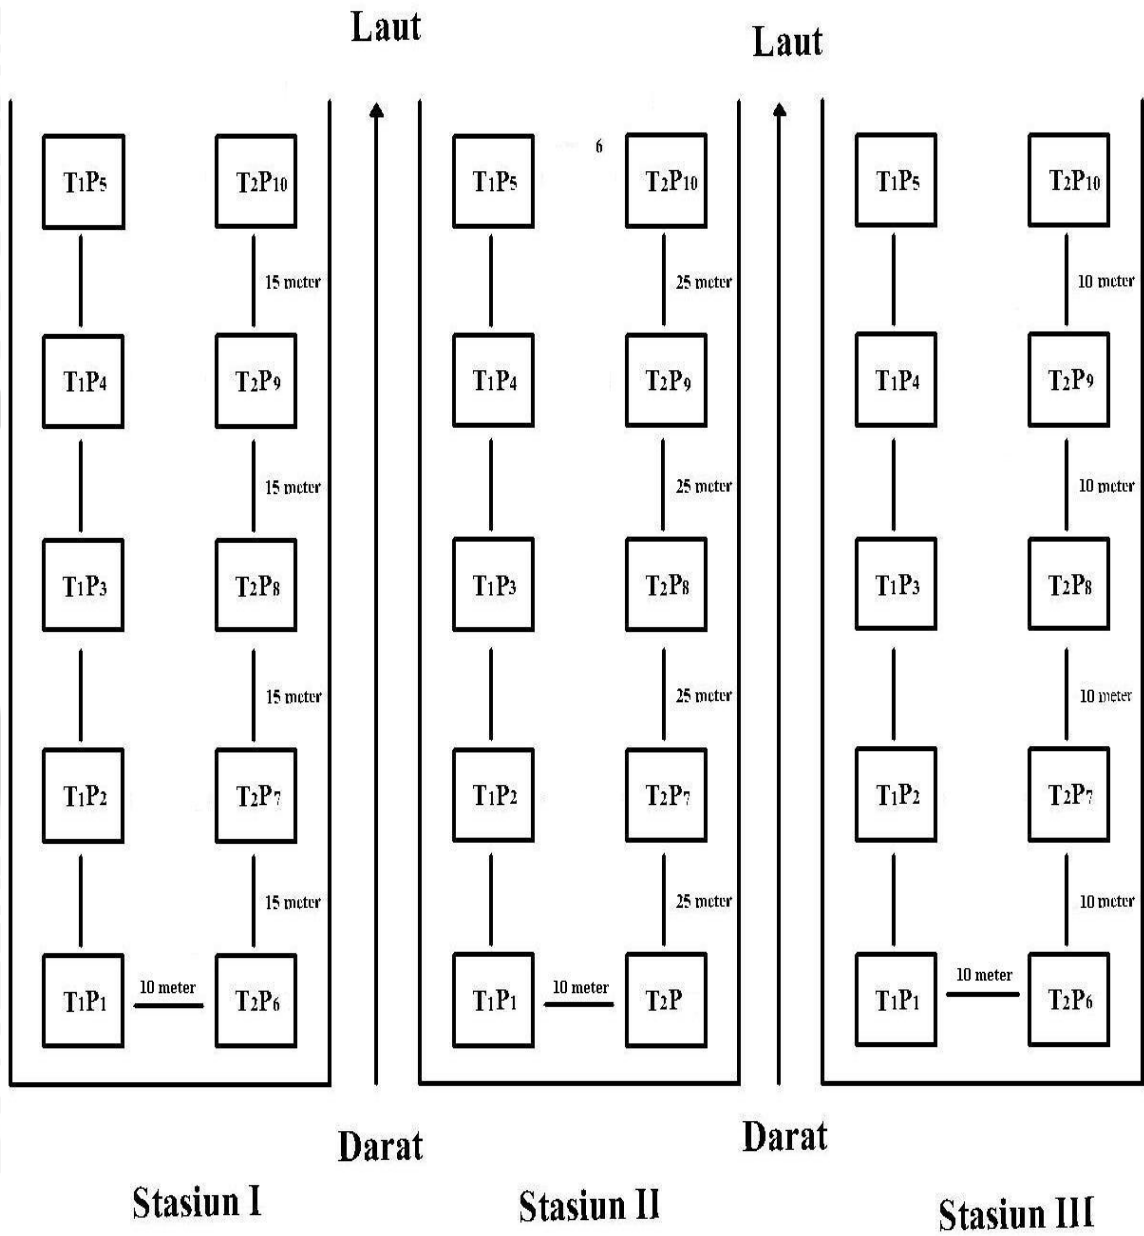 Laut
Laut
T1P5
T2P10
T1P5
6
T2P10
T1P5
T2P10
15 meter
25 meter
10 meter
T1P4
T2P9
T1P4
T2P9
T1P4
T2P9
15 meter
25 meter
10 meter
T1P3
T2P8
T1P3
T2P8
T1P3
T2P8
15 meter
25 meter
10 meter
T1P2
T2P7
T1P2
T2P7
T1P2
T2P7
15 meter
25 meter
10 meter
T1P1
10 meter
T2P6
T1P1
10 meter
T2P
T1P1
10 meter
T2P6
Darat
Darat
Stasiun I
Stasiun II
Stasiun III